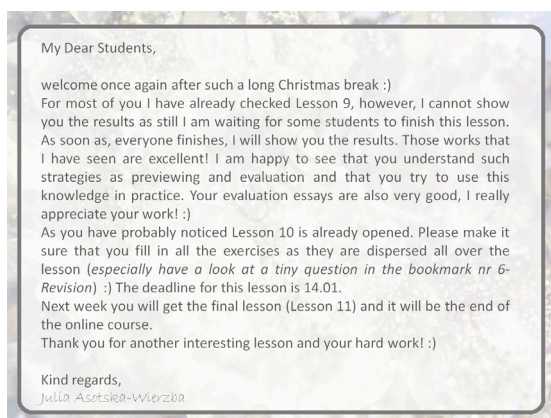 My Dear Students,
welcome once again after such a long Christmas break :)
For most of you I have already checked Lesson 9, however, I cannot show
you the results as still I am waiting for some students to finish this lesson.
As soon as, everyone finishes, I will show you the results. Those works that
I have seen are excellent! I am happy to see that you understand such
strategies as previewing and evaluation and that you try to use this
knowledge in practice. Your evaluation essays are also very good, I really
appreciate your work! :)
As you have probably noticed Lesson 10 is already opened. Please make it
sure that you fill in all the exercises as they are dispersed all over the
lesson (especially have a look at a tiny question in the bookmark nr 6-
Revision) :) The deadline for this lesson is 14.01.
Next week you will get the final lesson (Lesson 11) and it will be the end of
the online course.
Thank you for another interesting lesson and your hard work! :)
Kind regards,
Julia Asotska-Wierzba